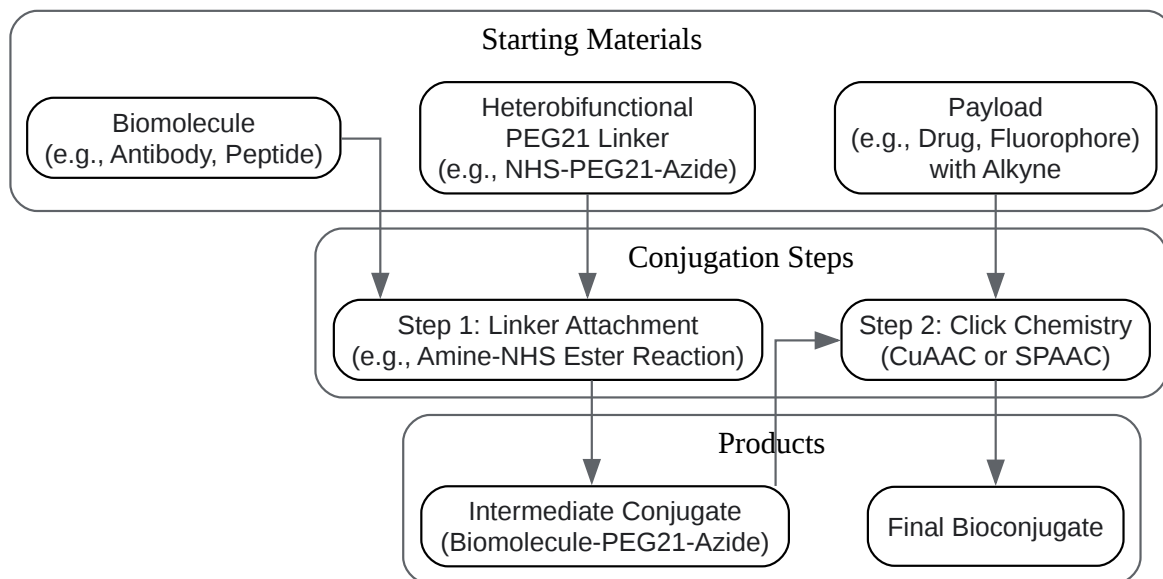 Starting Materials
Biomolecule
(e.g., Antibody, Peptide)
Heterobifunctional
PEG21 Linker
(e.g., NHS-PEG21-Azide)
Payload
(e.g., Drug, Fluorophore)
with Alkyne
Conjugation Steps
Step 1: Linker Attachment
(e.g., Amine-NHS Ester Reaction)
Step 2: Click Chemistry
(CuAAC or SPAAC)
Products
Intermediate Conjugate
(Biomolecule-PEG21-Azide)
Final Bioconjugate